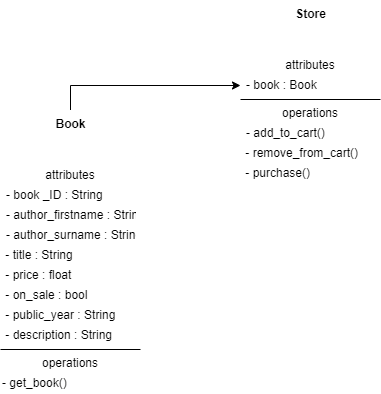 Store
attributes
- book : Book
operations
- add_to_cart()
- remove_from_cart()
- purchase()
Book
attributes
- book _ID : String
- author_firstname : Strin
- author_surname : Strin
- title : String
- price : float
- on_sale : bool
- public_year : String
- description : String
operations
- get_book()